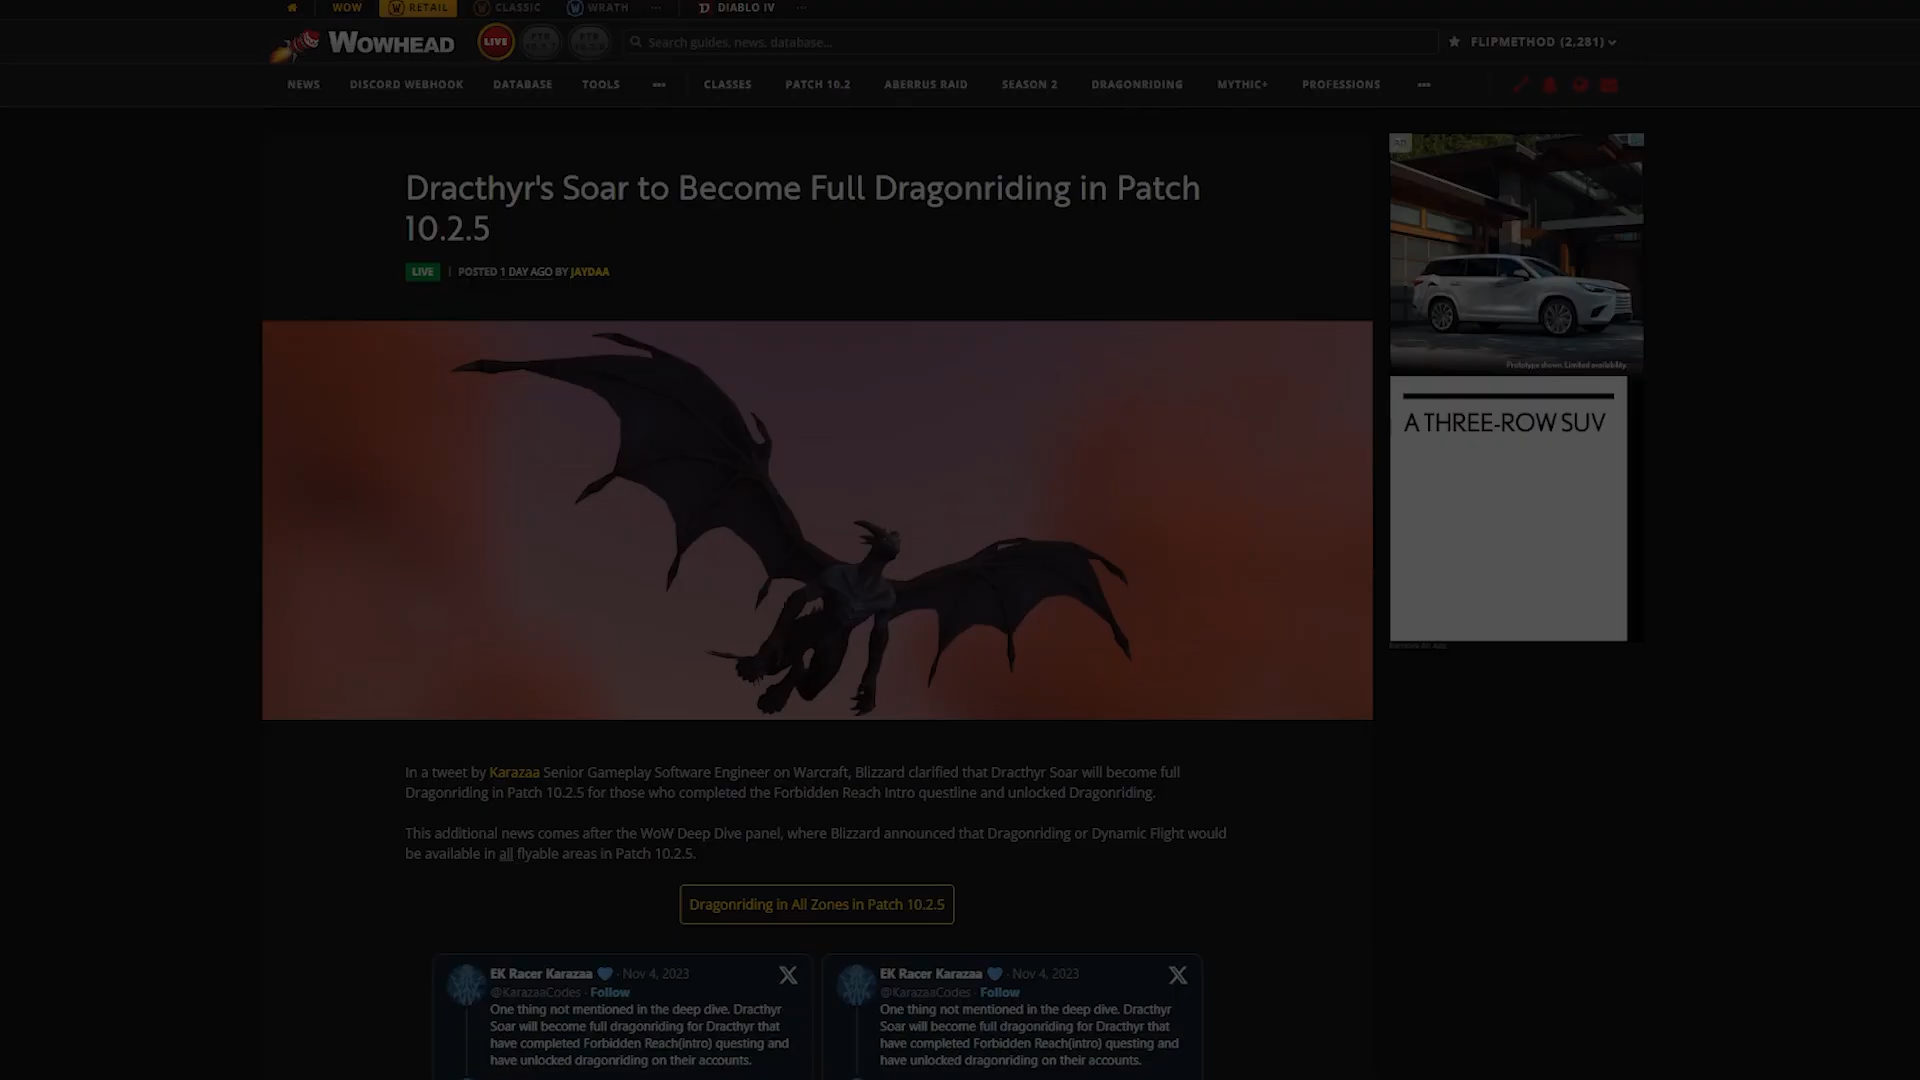 WOW
RETAIL
CLASSIC
WRATH
DIABLO IV
WOWHEAD
LIVE
Search guides, news, database...
FLIPMETHOD (2,281)
NEWS
DISCORD WEBHOOK
DATABASE
TOOLS
CLASSES
PATCH 10.2
ABERRUS RAID
SEASON 2
DRAGONRIDING
MYTHIC+
PROFESSIONS
Dracthyr's Soar to Become Full Dragonriding in Patch
10.2.5
LIVE | POSTED 1 DAY AGO BY JAYDAA
Prototype shown. Limited availability.
A THREE-ROW SUV
In a tweet by Karazaa Senior Gameplay Software Engineer on Warcraft, Blizzard clarified that Dracthyr Soar will become full
Dragonriding in Patch 10.2.5 for those who completed the Forbidden Reach Intro questline and unlocked Dragonriding.
This additional news comes after the WoW Deep Dive panel, where Blizzard announced that Dragonriding or Dynamic Flight would
be available in all flyable areas in Patch 10.2.5.
Dragonriding in All Zones in Patch 10.2.5
EK Racer Karazaa 💙 · Nov 4, 2023
@KarazaaCodes · Follow
One thing not mentioned in the deep dive. Dracthyr
Soar will become full dragonriding for Dracthyr that
have completed Forbidden Reach(intro) questing and
have unlocked dragonriding on their accounts.
EK Racer Karazaa 💙 · Nov 4, 2023
@KarazaaCodes · Follow
One thing not mentioned in the deep dive. Dracthyr
Soar will become full dragonriding for Dracthyr that
have completed Forbidden Reach(intro) questing and
have unlocked dragonriding on their accounts.